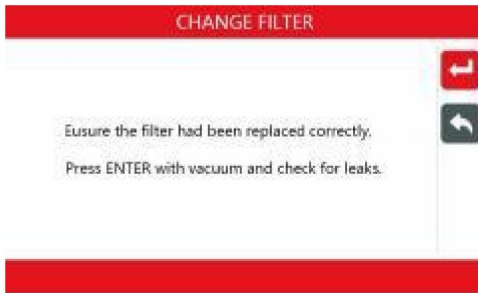 CHANGE FILTER
Eusure the filter had been replaced correctly.
Press ENTER with vacuum and check for leaks.